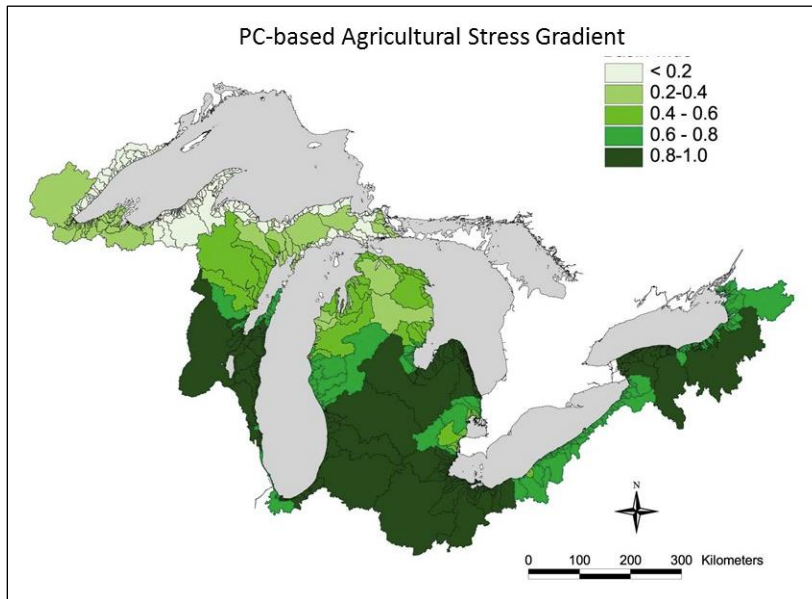 PC-based Agricultural Stress Gradient
< 0.2
0.2-0.4
0.4 - 0.6
0.6 - 0.8
0.8-1.0
N
0 100 200 300 Kilometers